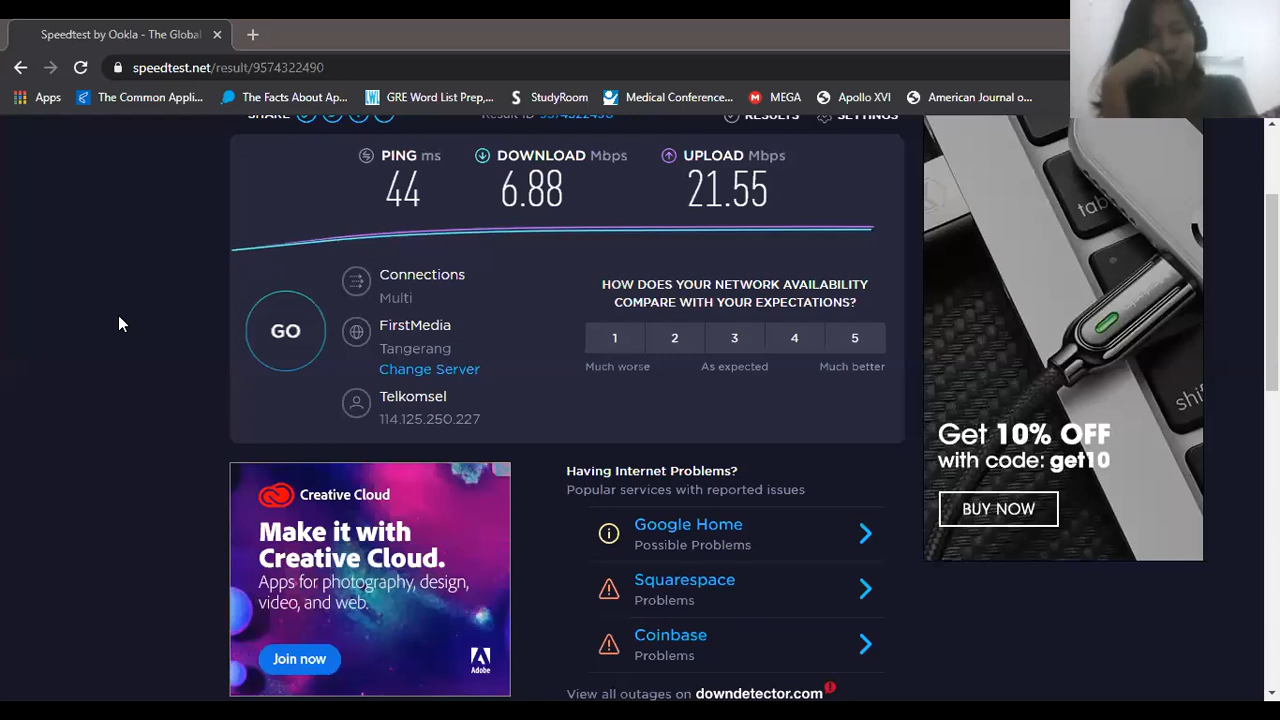 Speedtest by Ookla - The Global
speedtest.net/result/9574322490
Apps
The Common Appli...
The Facts About Ap...
GRE Word List Prep,...
StudyRoom
Medical Conference...
MEGA
Apollo XVI
American Journal o...
SHARE
Result ID 9574322490
RESULTS
SETTINGS
PING ms
44
DOWNLOAD Mbps
6.88
UPLOAD Mbps
21.55
GO
Connections
Multi
FirstMedia
Tangerang
Change Server
Telkomsel
114.125.250.227
HOW DOES YOUR NETWORK AVAILABILITY
COMPARE WITH YOUR EXPECTATIONS?
1 2 3 4 5
Much worse As expected Much better
Creative Cloud
Make it with
Creative Cloud.
Apps for photography, design,
video, and web.
Join now
Adobe
Having Internet Problems?
Popular services with reported issues
Google Home
Possible Problems
Squarespace
Problems
Coinbase
Problems
View all outages on downdetector.com
tab
shif
Get 10% OFF
with code: get10
BUY NOW